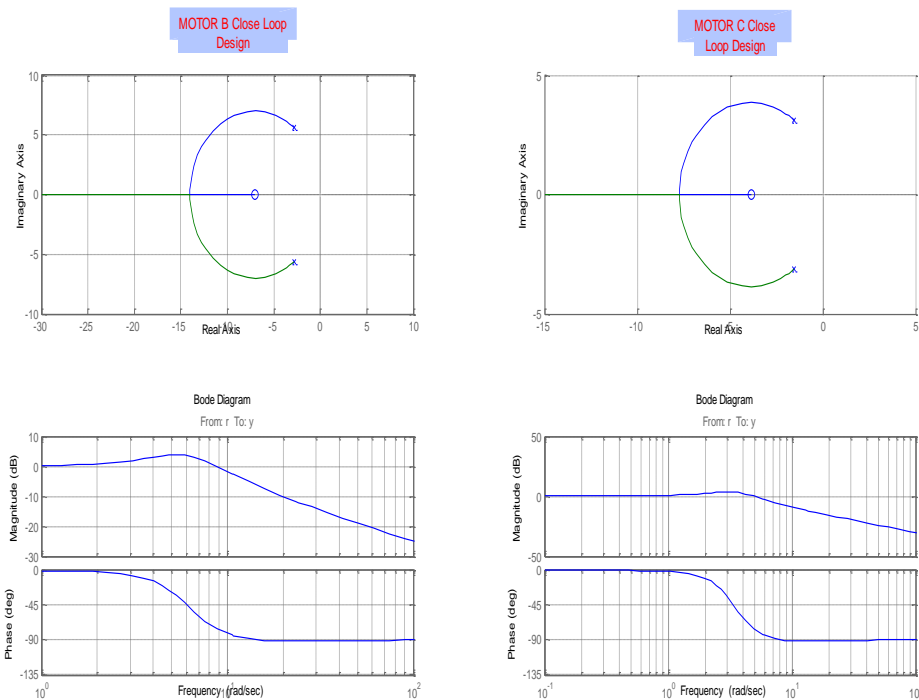 MOTOR B Close Loop
Design
MOTOR C Close
Loop Design
10
5
0
-5
-10
Imaginary Axis
-30 -25 -20 -15 -10 -5 0 5 10
Real Axis
5
0
-5
Imaginary Axis
-15 -10 -5 0 5
Real Axis
Bode Diagram
From: r To: y
10
0
-10
-20
-30
Magnitude (dB)
0
-45
-90
-135
Phase (deg)
10^0 10^1 10^2
Frequency (rad/sec)
Bode Diagram
From: r To: y
50
0
-50
Magnitude (dB)
0
-45
-90
-135
Phase (deg)
10^-1 10^0 10^1 10^2
Frequency (rad/sec)